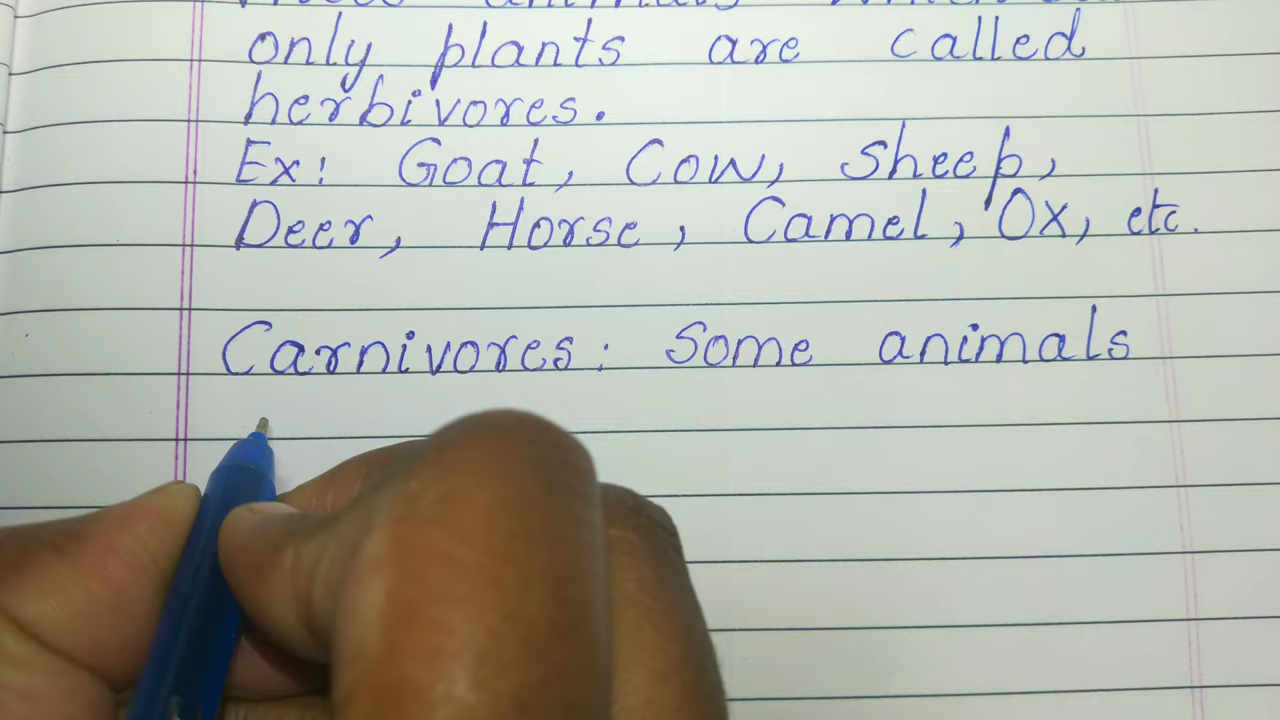 only plants are called
herbivores.
Ex: Goat, Cow, Sheep,
Deer, Horse, Camel, Ox, etc.
Carnivores: Some animals